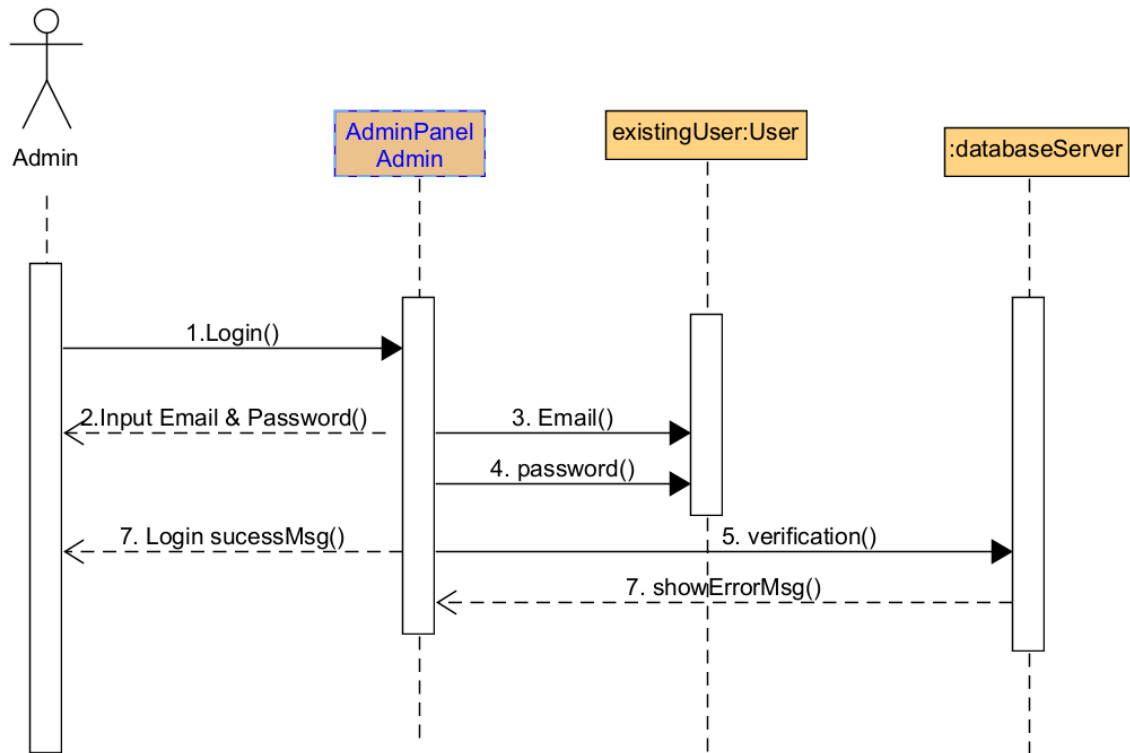 Admin
AdminPanel
Admin
existingUser:User
:databaseServer
1.Login()
2.Input Email & Password()
3. Email()
4. password()
7. Login sucessMsg()
5. verification()
7. showErrorMsg()